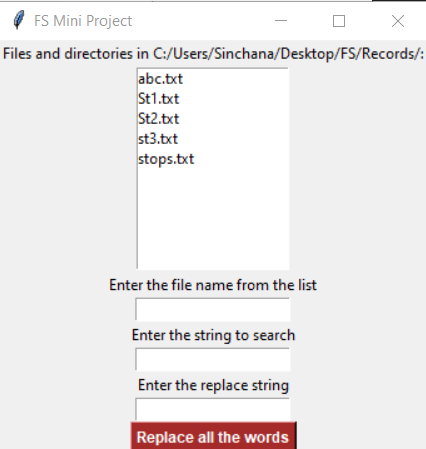 FS Mini Project
Files and directories in C:/Users/Sinchana/Desktop/FS/Records/:
abc.txt
St1.txt
St2.txt
st3.txt
stops.txt
Enter the file name from the list
Enter the string to search
Enter the replace string
Replace all the words